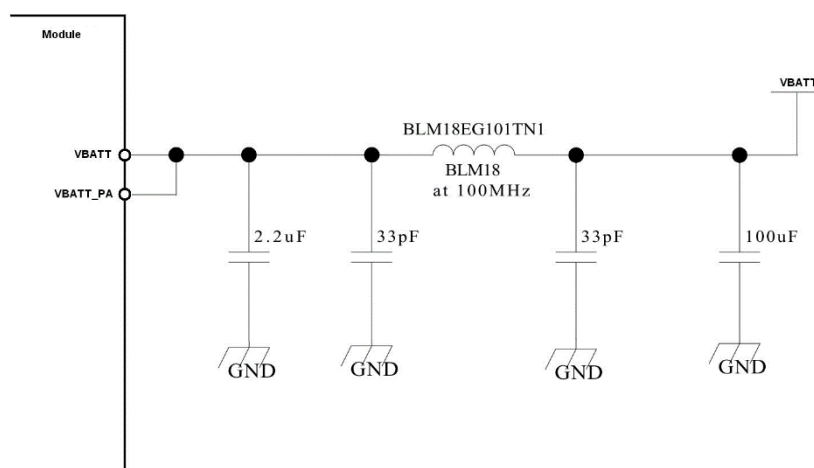 Module
VBATT
BLM18EG101TN1
VBATT
BLM18
at 100MHz
VBATT_PA
2.2uF
33pF
33pF
100uF
GND
GND
GND
GND